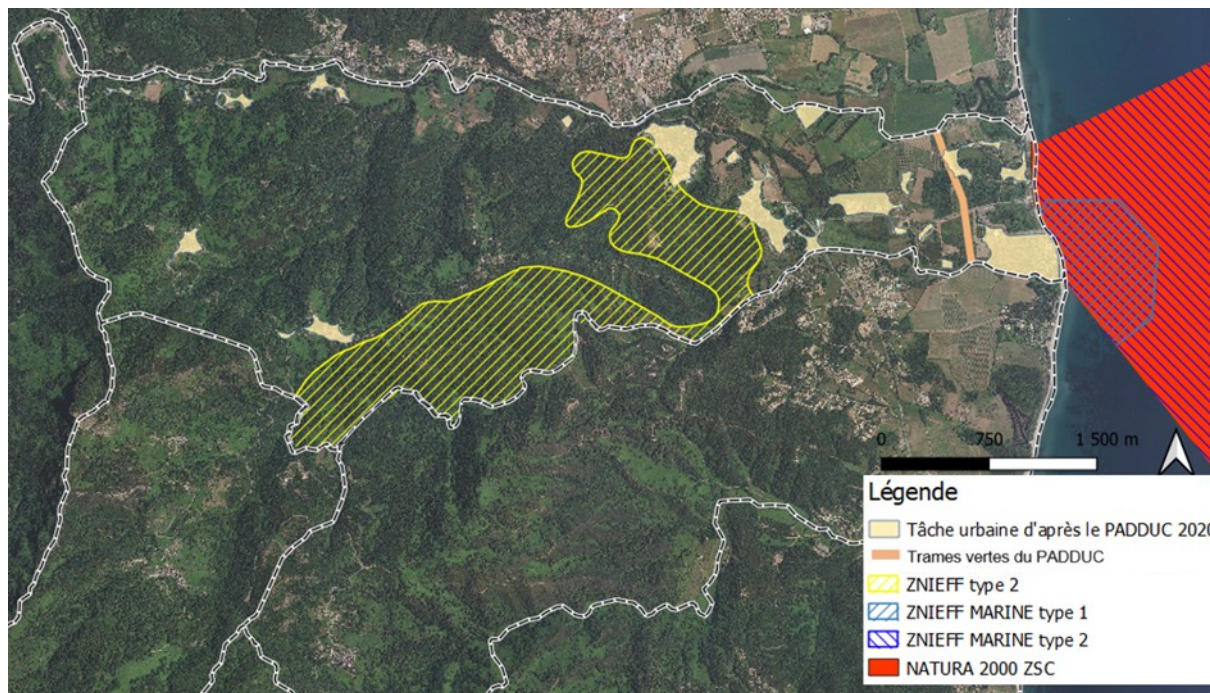 0 750 1 500 m
Légende
Tâche urbaine d'après le PADDUC 2020
Trames vertes du PADDUC
ZNIEFF type 2
ZNIEFF MARINE type 1
ZNIEFF MARINE type 2
NATURA 2000 ZSC